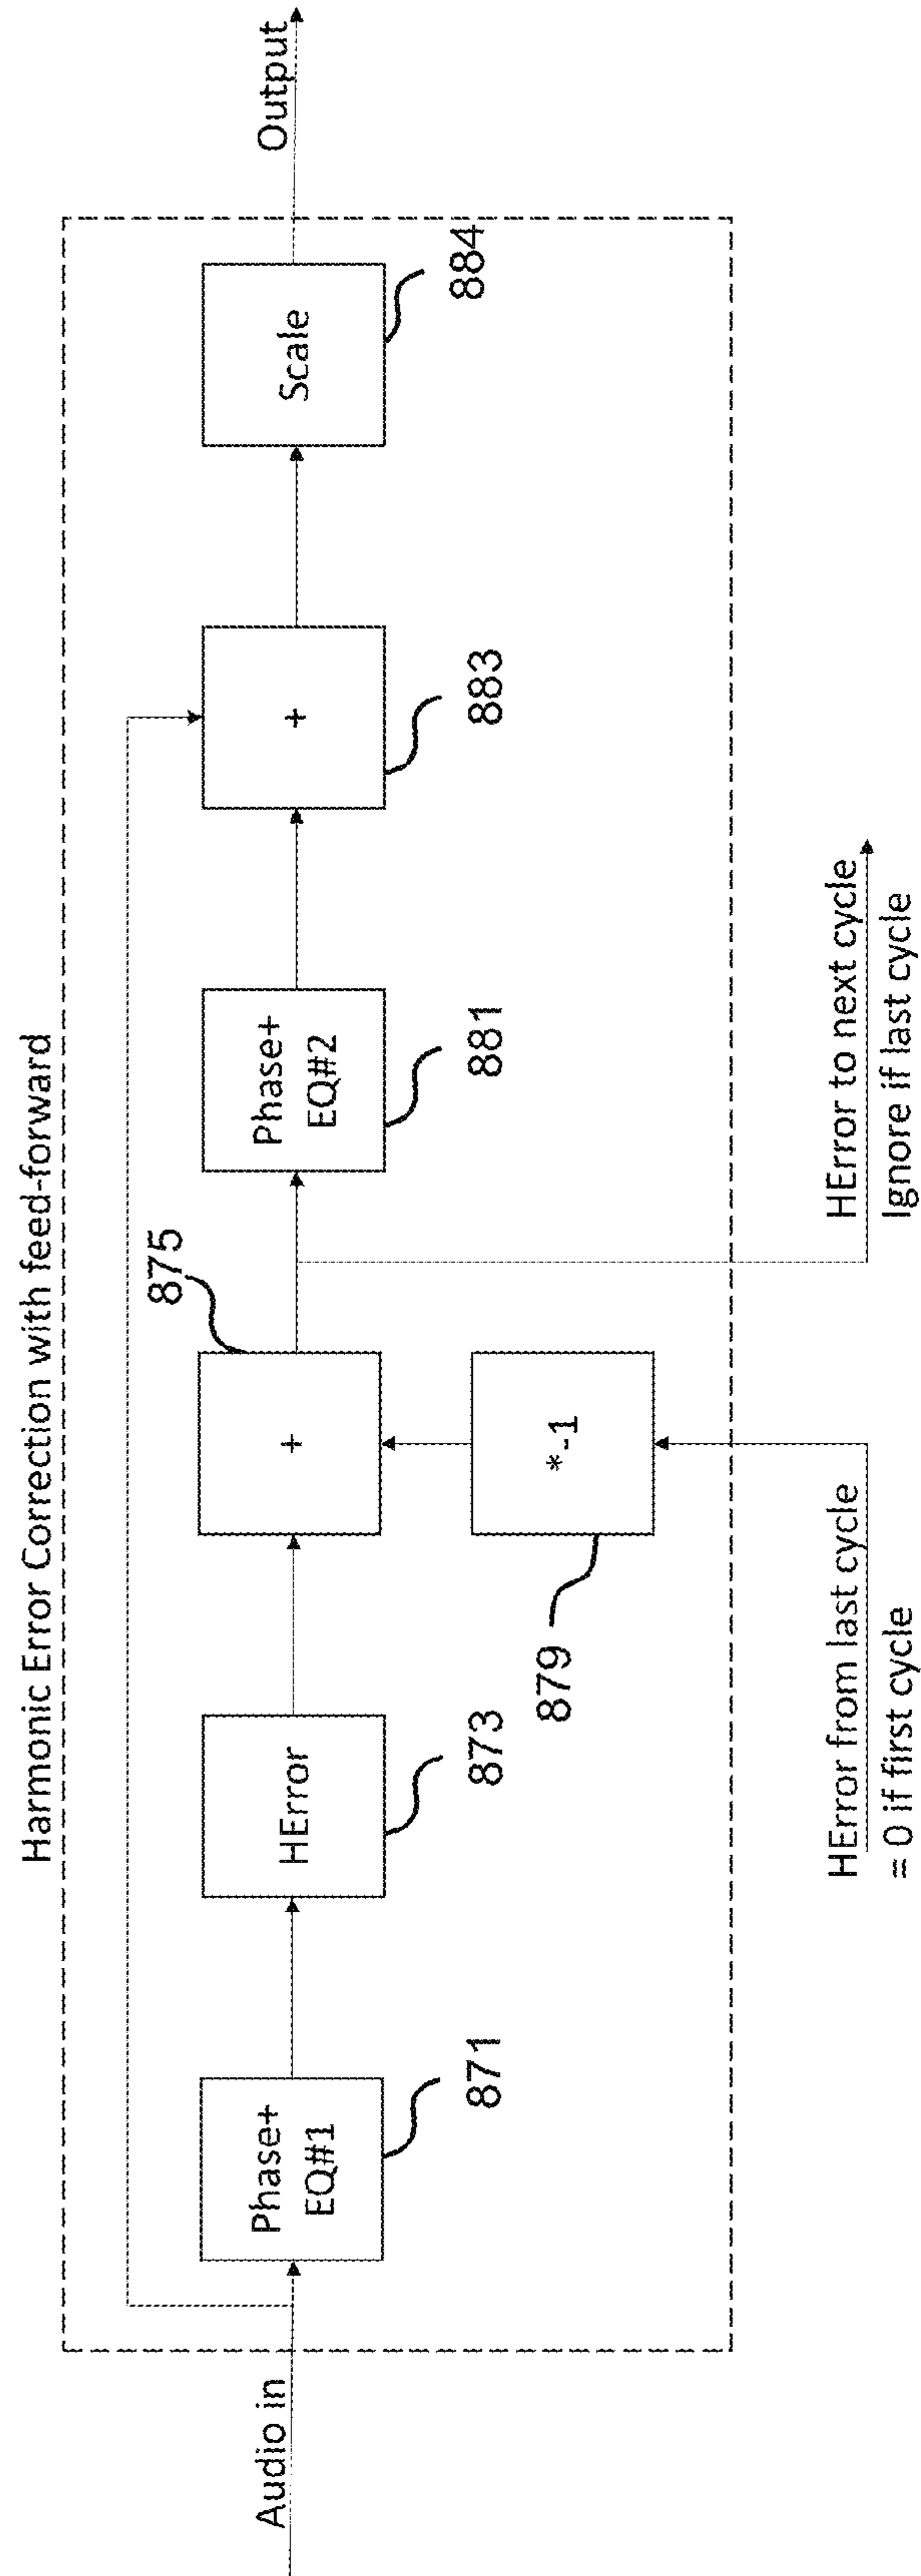 Harmonic Error Correction with feed-forward
Audio in
Phase+
EQ#1
871
HError
873
+
875
*-1
879
HError from last cycle
= 0 if first cycle
Phase+
EQ#2
881
HError to next cycle
Ignore if last cycle
+
883
Scale
884
Output